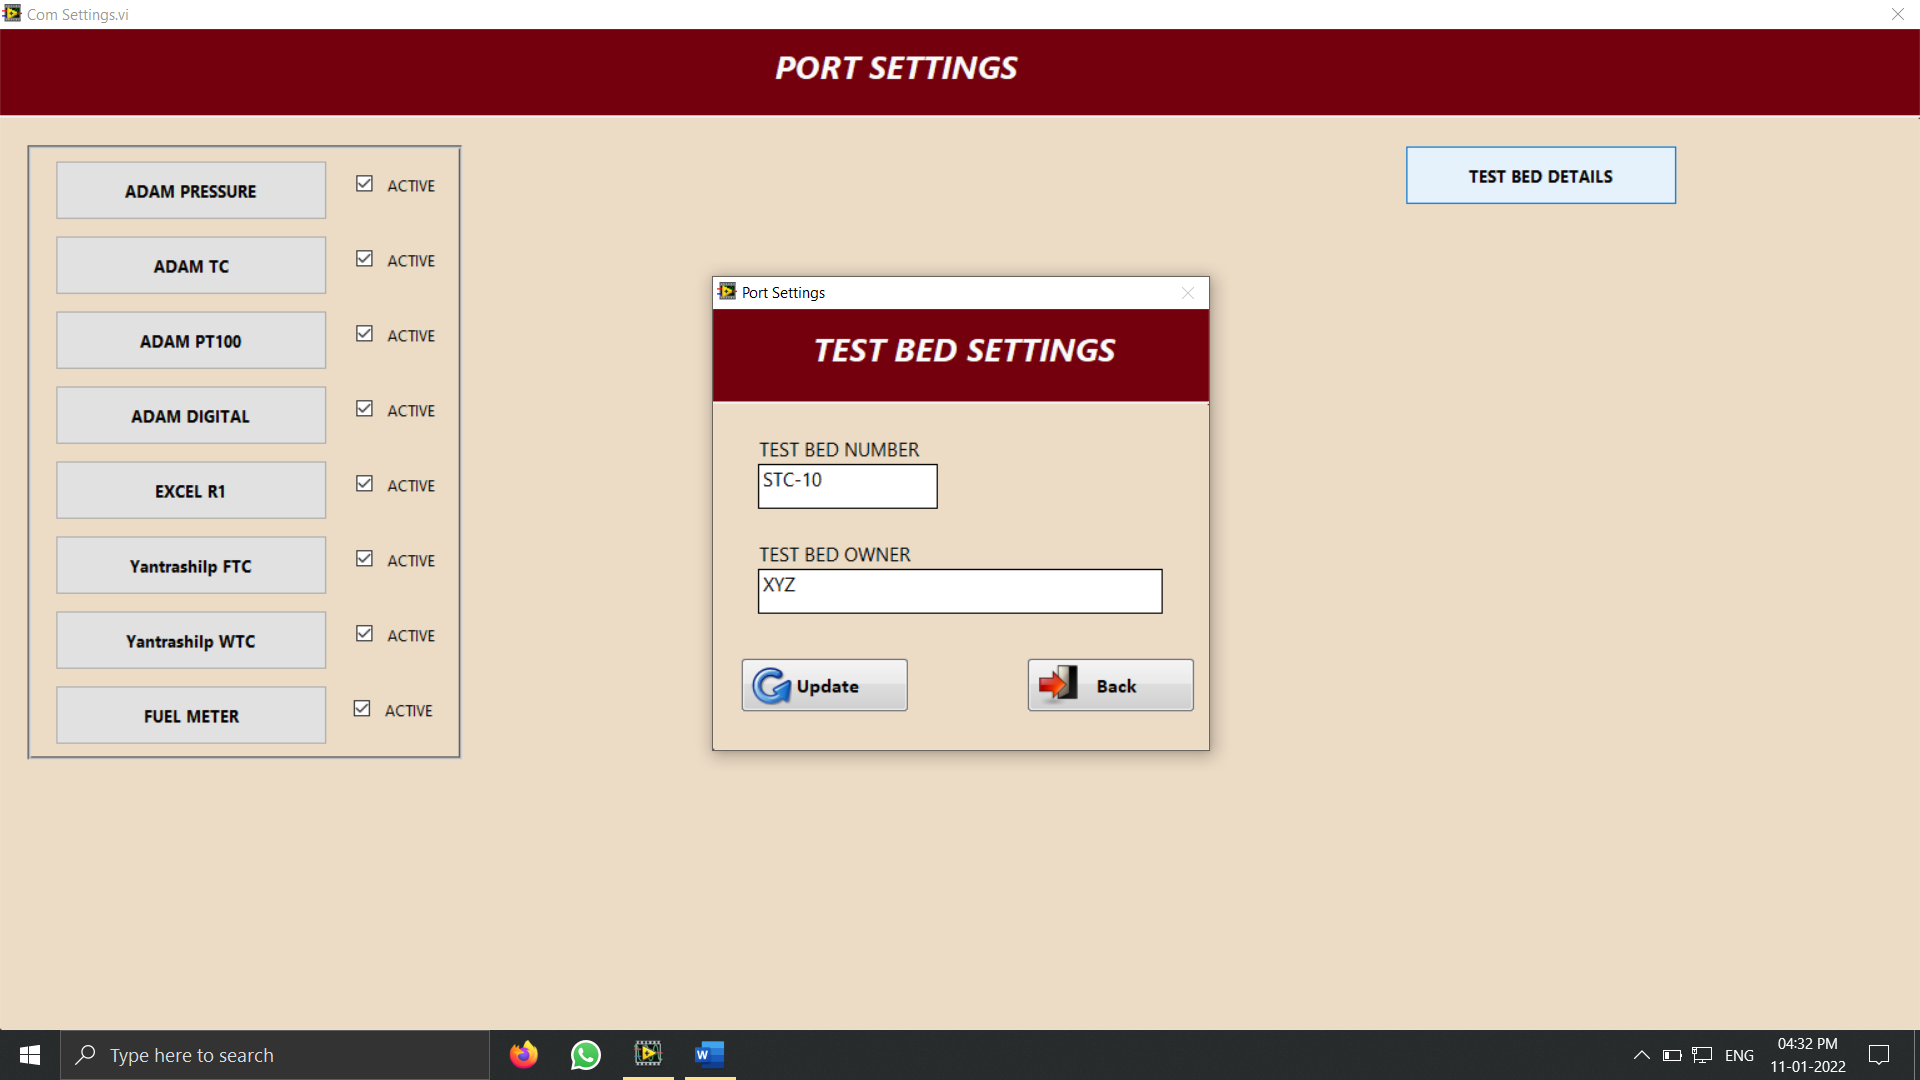 Com Settings.vi
PORT SETTINGS
ADAM PRESSURE
ACTIVE
ADAM TC
ACTIVE
ADAM PT100
ACTIVE
ADAM DIGITAL
ACTIVE
EXCEL R1
ACTIVE
Yantrashilp FTC
ACTIVE
Yantrashilp WTC
ACTIVE
FUEL METER
ACTIVE
TEST BED DETAILS
Port Settings
TEST BED SETTINGS
TEST BED NUMBER
STC-10
TEST BED OWNER
XYZ
Update
Back
Type here to search
W
ENG
04:32 PM
11-01-2022